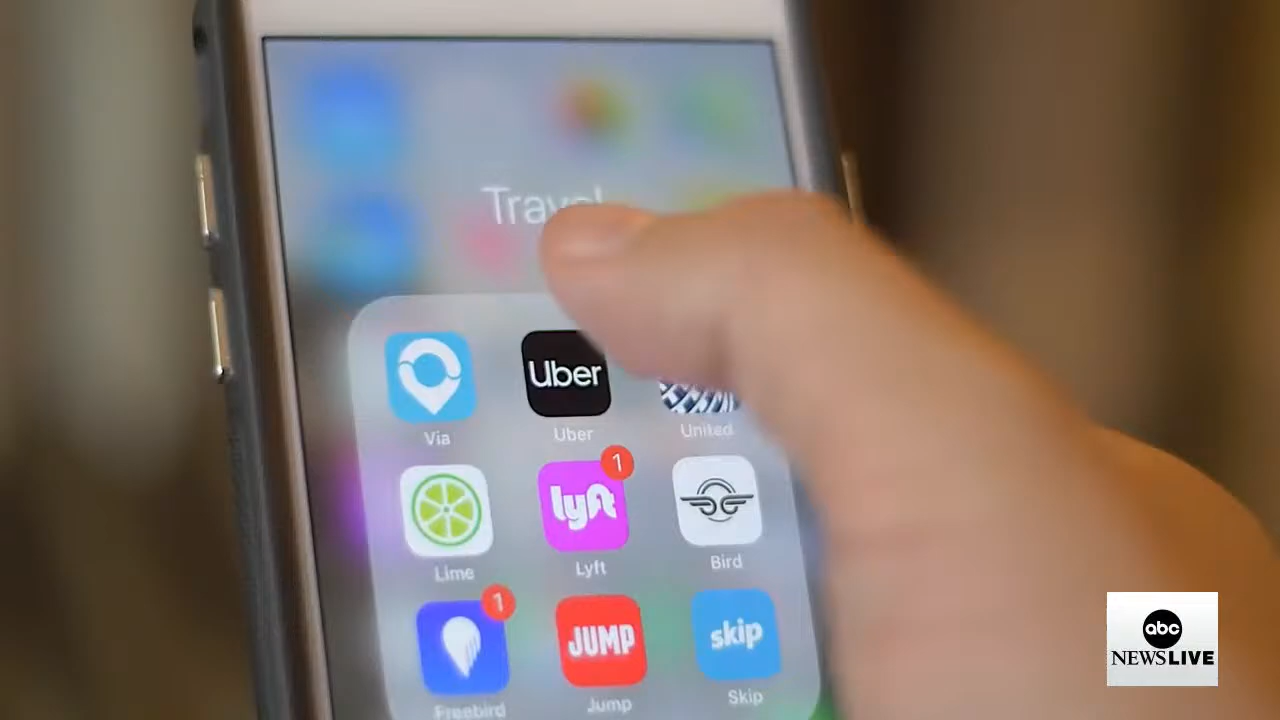 Travel
Uber
Via
Uber
United
1
lyft
Lime
Lyft
Bird
1
JUMP
skip
Freebird
Jump
Skip
abc
NEWS LIVE